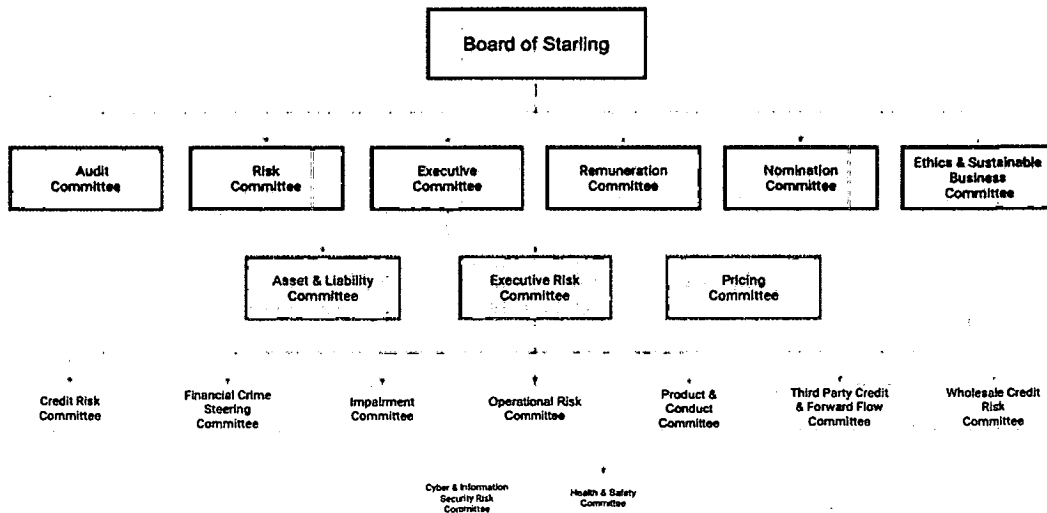 Board of Starling
Audit
Committee
Risk
Committee
Executive
Committee
Remuneration
Committee
Nomination
Committee
Ethics & Sustainable
Business
Committee
Asset & Liability
Committee
Executive Risk
Committee
Pricing
Committee
Credit Risk
Committee
Financial Crime
Steering
Committee
Impairment
Committee
Operational Risk
Committee
Product &
Conduct
Committee
Third Party Credit
& Forward Flow
Committee
Wholesale Credit
Risk
Committee
Cyber & Information
Security Risk
Committee
Health & Safety
Committee